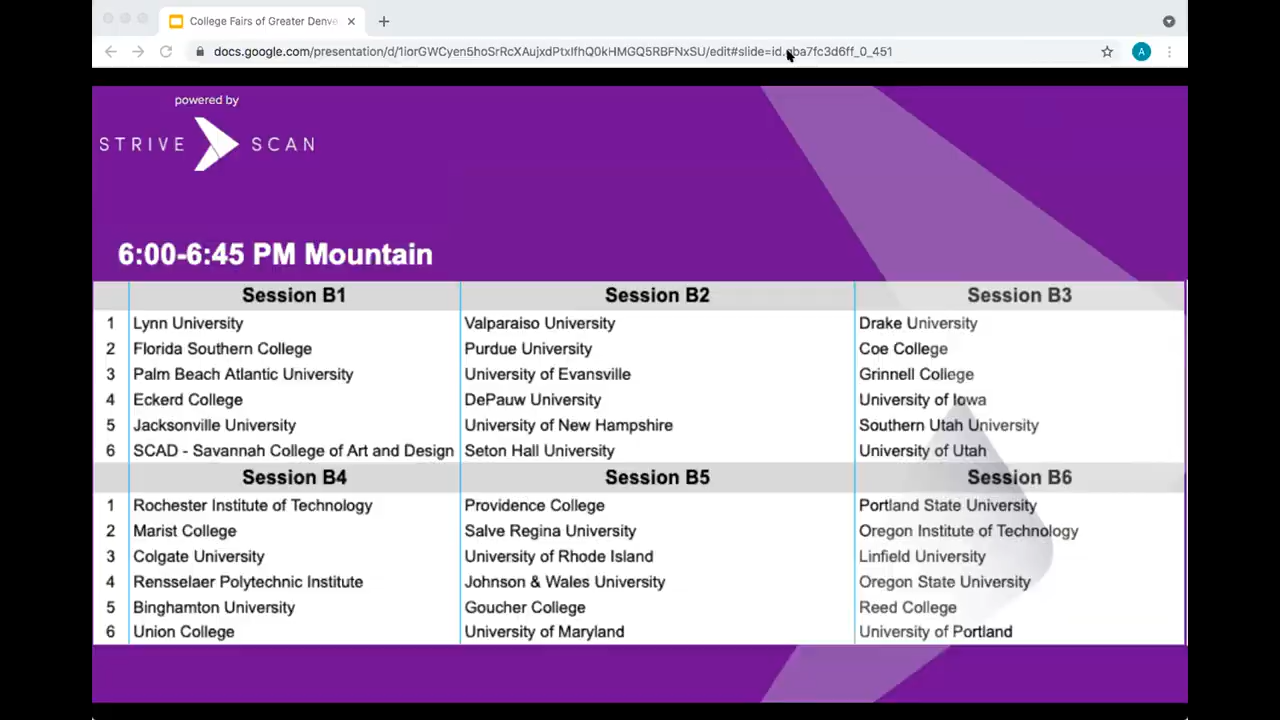 College Fairs of Greater Denve
docs.google.com/presentation/d/1iorGWCyen5hoSrRcXAujxdPtxIfhQ0kHMGQ5RBFNxSU/edit#slide=id.gba7fc3d6ff_0_451
A
powered by
STRIVE SCAN
6:00-6:45 PM Mountain
Session B1 Session B2 Session B3
1 Lynn University Valparaiso University Drake University
2 Florida Southern College Purdue University Coe College
3 Palm Beach Atlantic University University of Evansville Grinnell College
4 Eckerd College DePauw University University of Iowa
5 Jacksonville University University of New Hampshire Southern Utah University
6 SCAD - Savannah College of Art and Design Seton Hall University University of Utah
Session B4 Session B5 Session B6
1 Rochester Institute of Technology Providence College Portland State University
2 Marist College Salve Regina University Oregon Institute of Technology
3 Colgate University University of Rhode Island Linfield University
4 Rensselaer Polytechnic Institute Johnson & Wales University Oregon State University
5 Binghamton University Goucher College Reed College
6 Union College University of Maryland University of Portland